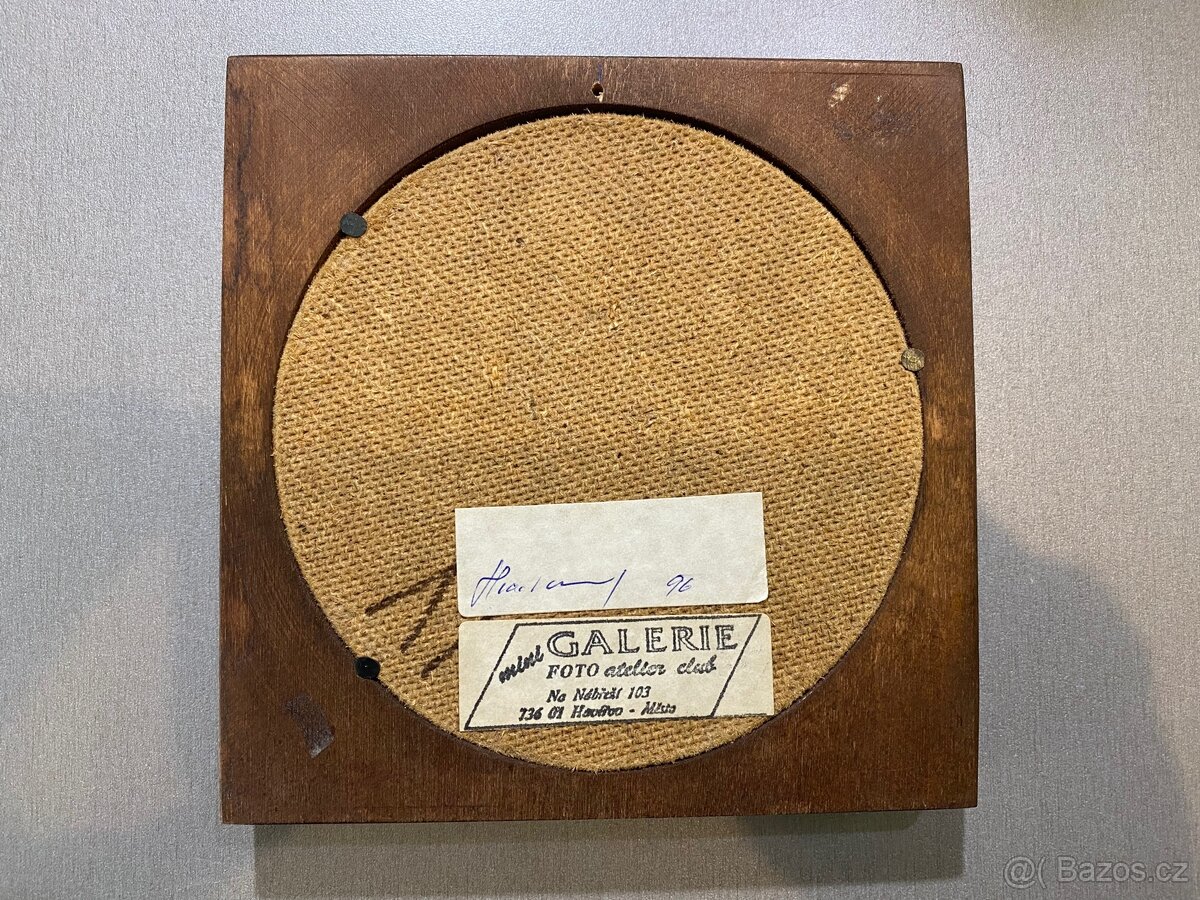 96
mini GALERIE
FOTO atelier club
Na Nábřeží 103
736 01 Havířov - Město
@( Bazos.cz